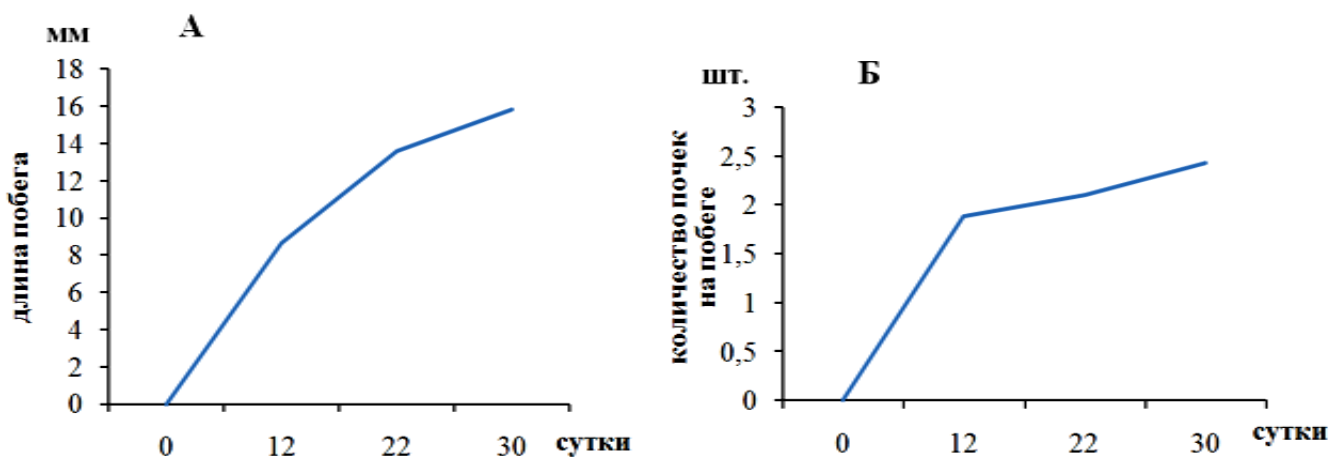 мм
А
18
16
14
12
10
8
6
4
2
0
длина побега
0 12 22 30 сутки
шт.
Б
3
2,5
2
1,5
1
0,5
0
количество почек
на побеге
0 12 22 30 сутки